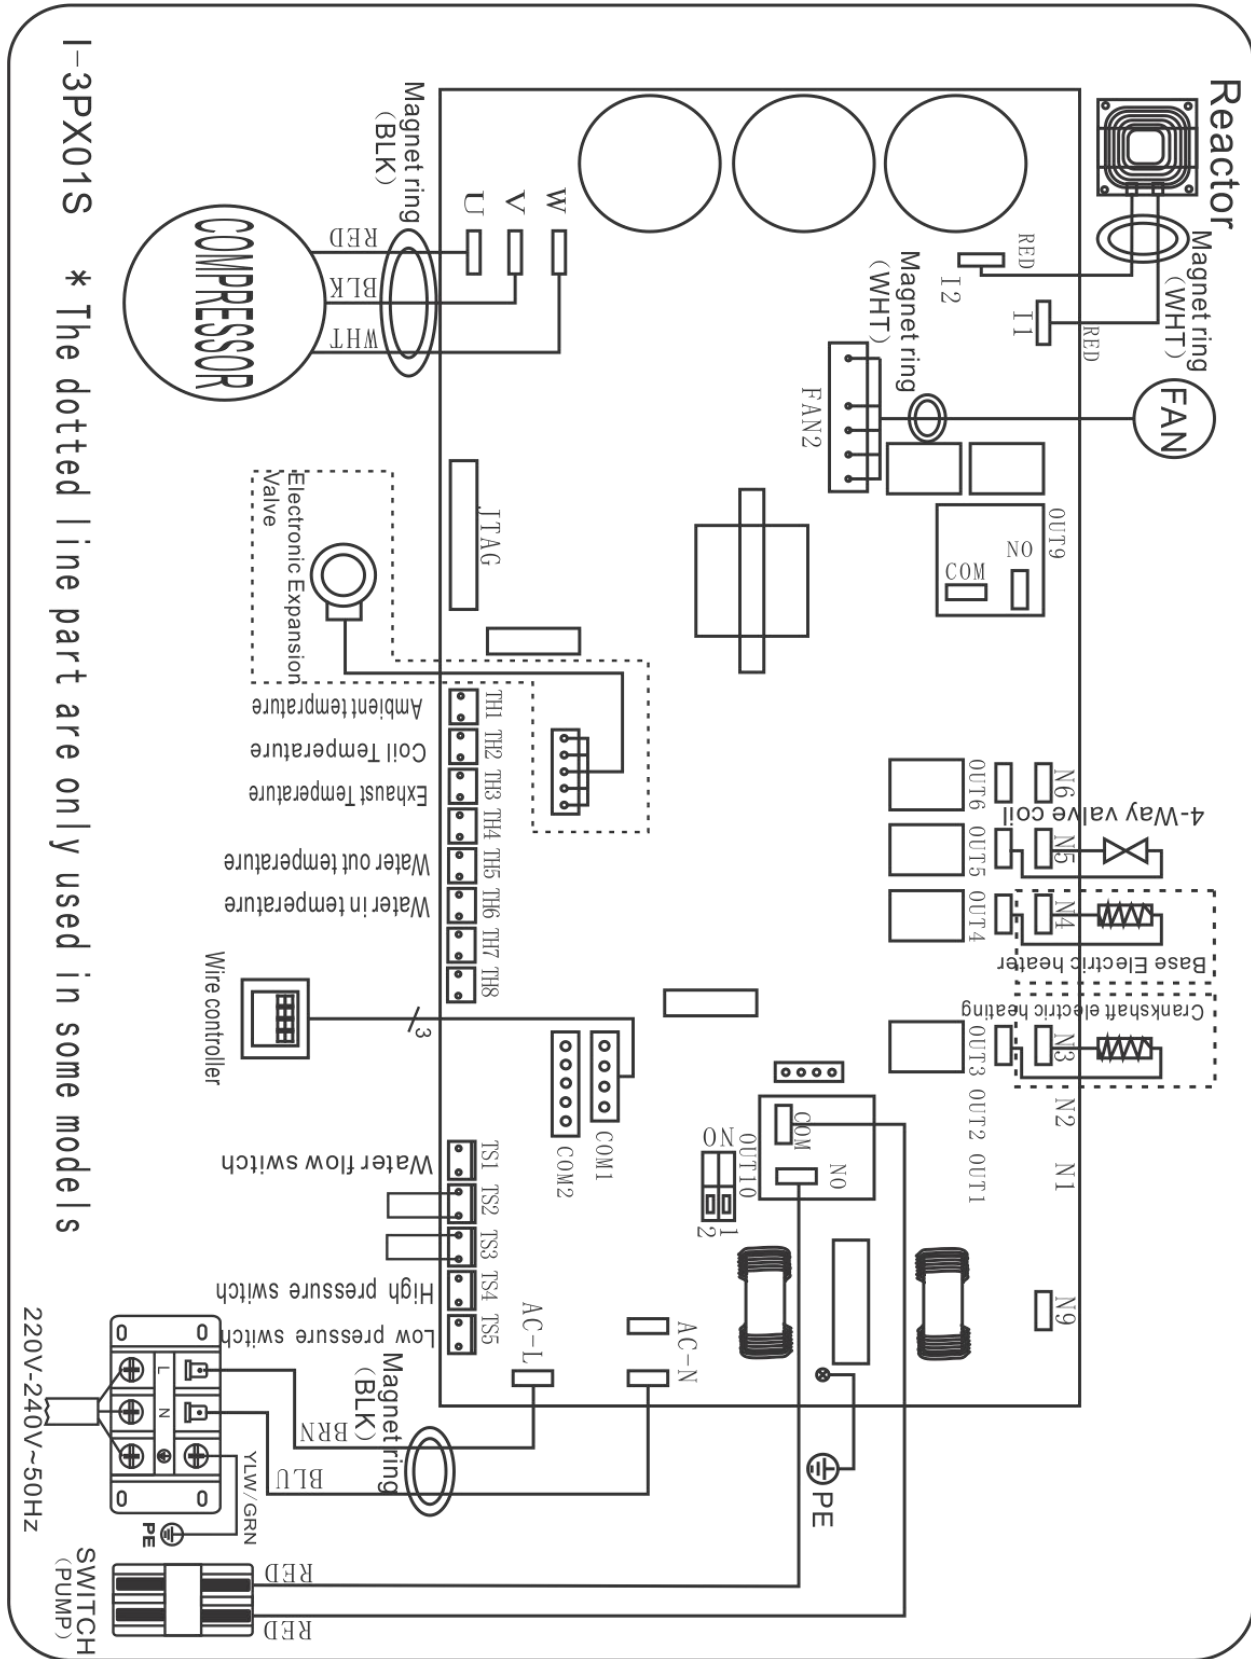 Reactor
Magnet ring
(WHT)
FAN
RED
RED
I1
I2
Magnet ring
(WHT)
FAN2
OUT9
NO
COM
Magnet ring
(BLK)
U
V
W
RED
BLK
WHT
COMPRESSOR
JTAG
Electronic Expansion
Valve
TH1
TH2
TH3
TH4
TH5
TH6
TH7
TH8
Ambient temprature
Coil Temperature
Exhaust Temperature
Water out temperature
Water in temperature
Wire controller
3
COM1
COM2
TS1
TS2
TS3
TS4
TS5
Water flow switch
High pressure switch
Low pressure switch
N6
N5
N4
N3
N2
N1
N9
OUT6
OUT5
OUT4
OUT3
OUT2
OUT1
4-Way valve coil
Base Electric heater
Crankshaft electric heating
COM
NO
OUT10
ON
1
2
AC-L
AC-N
Magnet ring
(BLK)
BRN
BLU
L
N
YLW/GRN
PE
PE
220V-240V~50Hz
SWITCH
(PUMP)
RED
RED
I-3PX01S
* The dotted line part are only used in some models